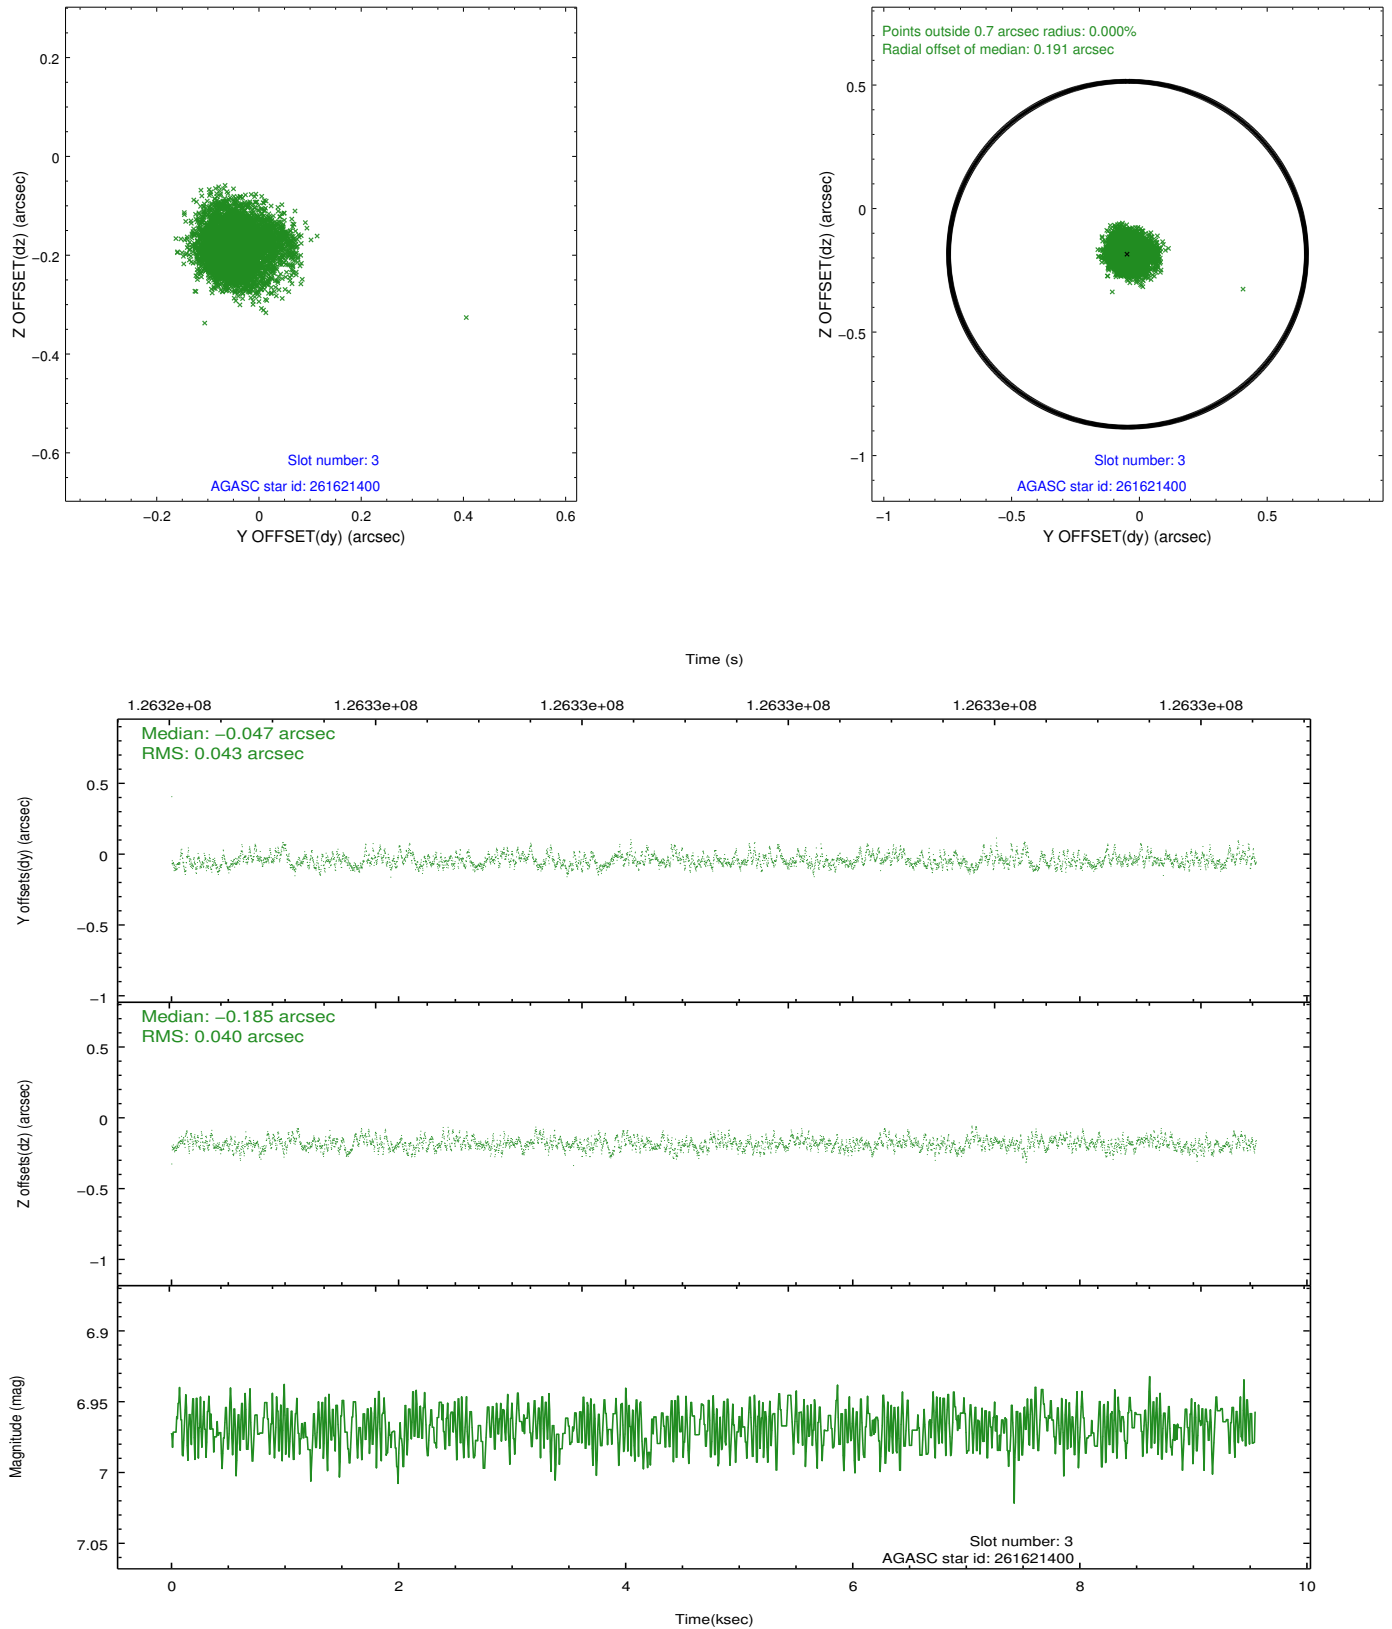 0.2
0
−0.2
−0.4
−0.6
Z OFFSET(dz) (arcsec)
Slot number: 3
AGASC star id: 261621400
−0.2 0 0.2 0.4 0.6
Y OFFSET(dy) (arcsec)
Points outside 0.7 arcsec radius: 0.000%
Radial offset of median: 0.191 arcsec
0.5
0
−0.5
−1
Z OFFSET(dz) (arcsec)
Slot number: 3
AGASC star id: 261621400
−1 −0.5 0 0.5
Y OFFSET(dy) (arcsec)
Time (s)
1.2632e+08 1.2633e+08 1.2633e+08 1.2633e+08 1.2633e+08 1.2633e+08
Median: −0.047 arcsec
RMS: 0.043 arcsec
0.5
0
−0.5
−1
Y offsets(dy) (arcsec)
Median: −0.185 arcsec
RMS: 0.040 arcsec
0.5
0
−0.5
−1
Z offsets(dz) (arcsec)
6.9
6.95
7
7.05
Magnitude (mag)
Slot number: 3
AGASC star id: 261621400
0 2 4 6 8 10
Time(ksec)